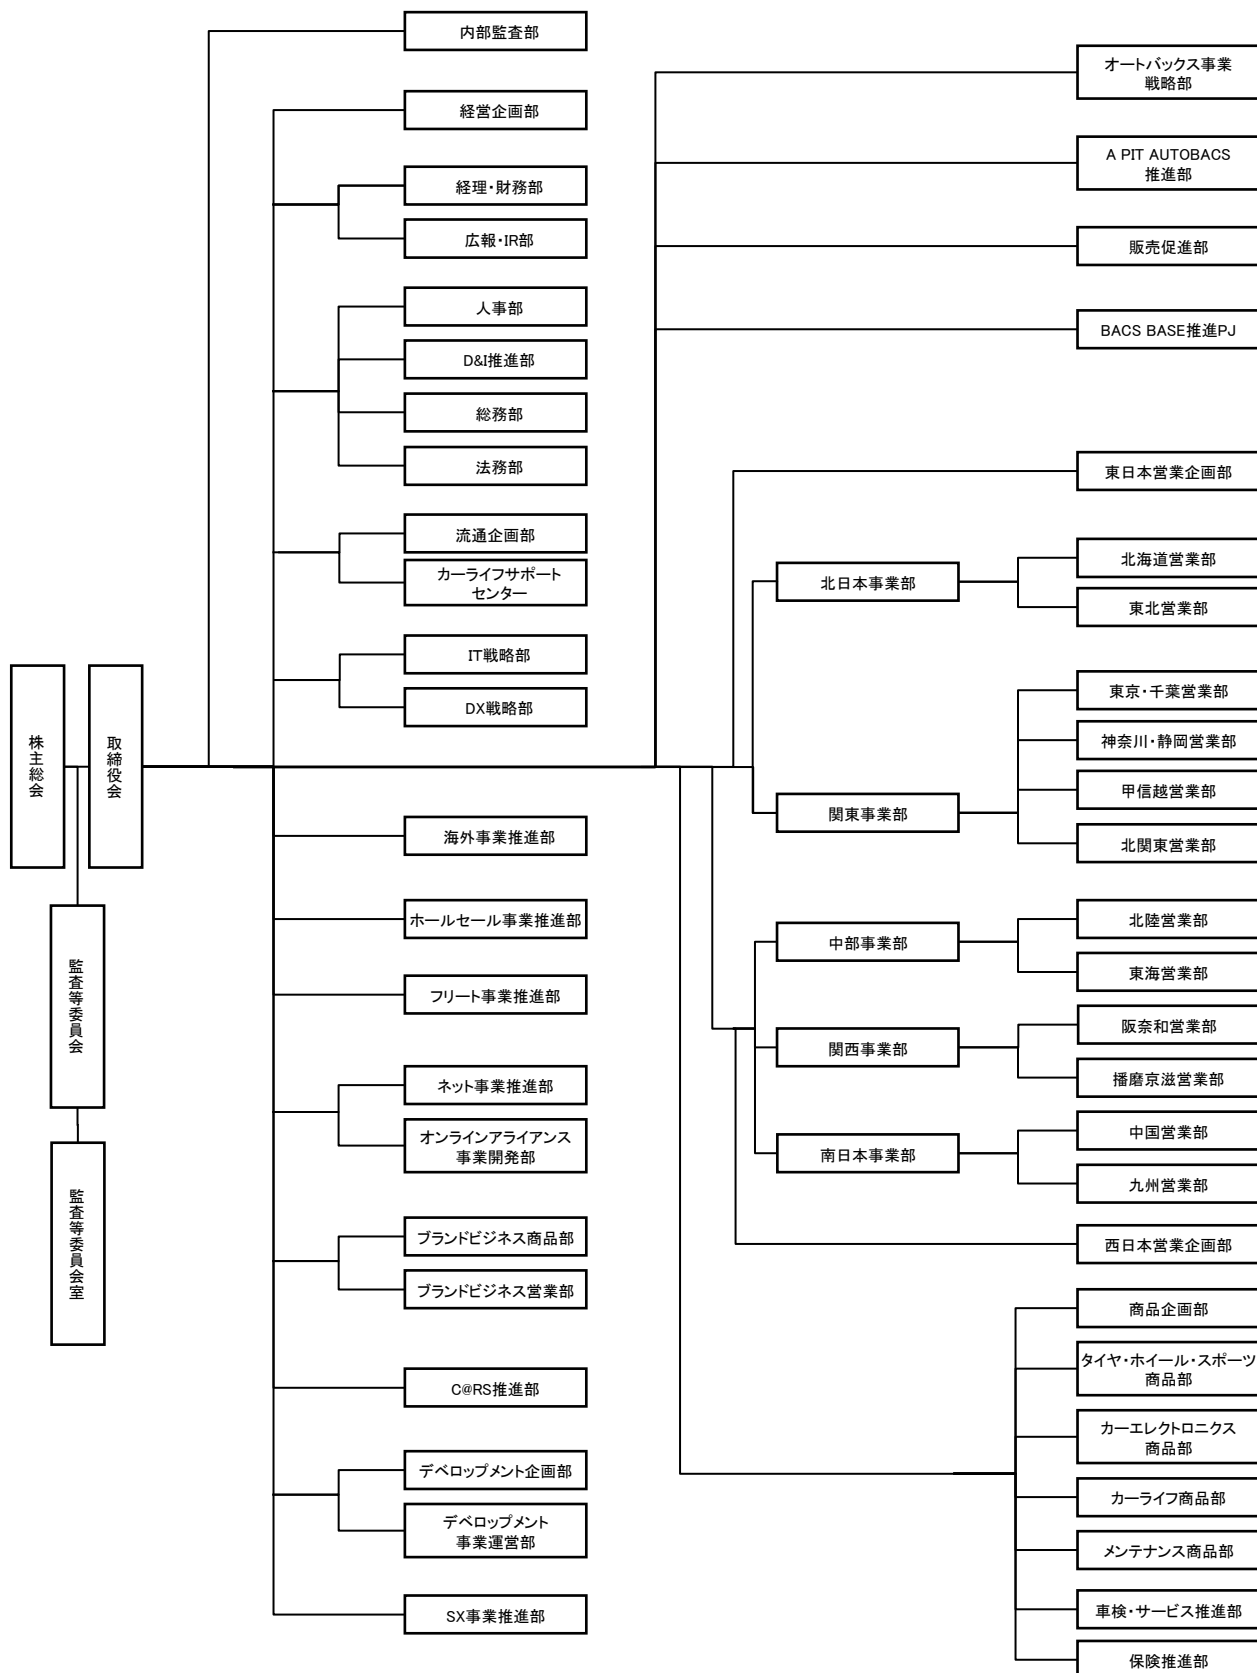 株主総会
取締役会
監査等委員会
監査等委員会室
内部監査部
経営企画部
経理・財務部
広報・IR部
人事部
D&I推進部
総務部
法務部
流通企画部
カーライフサポート
センター
IT戦略部
DX戦略部
海外事業推進部
ホールセール事業推進部
フリート事業推進部
ネット事業推進部
オンラインアライアンス
事業開発部
ブランドビジネス商品部
ブランドビジネス営業部
C@RS推進部
デベロップメント企画部
デベロップメント
事業運営部
SX事業推進部
北日本事業部
関東事業部
中部事業部
関西事業部
南日本事業部
オートバックス事業
戦略部
A PIT AUTOBACS
推進部
販売促進部
BACS BASE推進PJ
東日本営業企画部
北海道営業部
東北営業部
東京・千葉営業部
神奈川・静岡営業部
甲信越営業部
北関東営業部
北陸営業部
東海営業部
阪奈和営業部
播磨京滋営業部
中国営業部
九州営業部
西日本営業企画部
商品企画部
タイヤ・ホイール・スポーツ
商品部
カーエレクトロニクス
商品部
カーライフ商品部
メンテナンス商品部
車検・サービス推進部
保険推進部